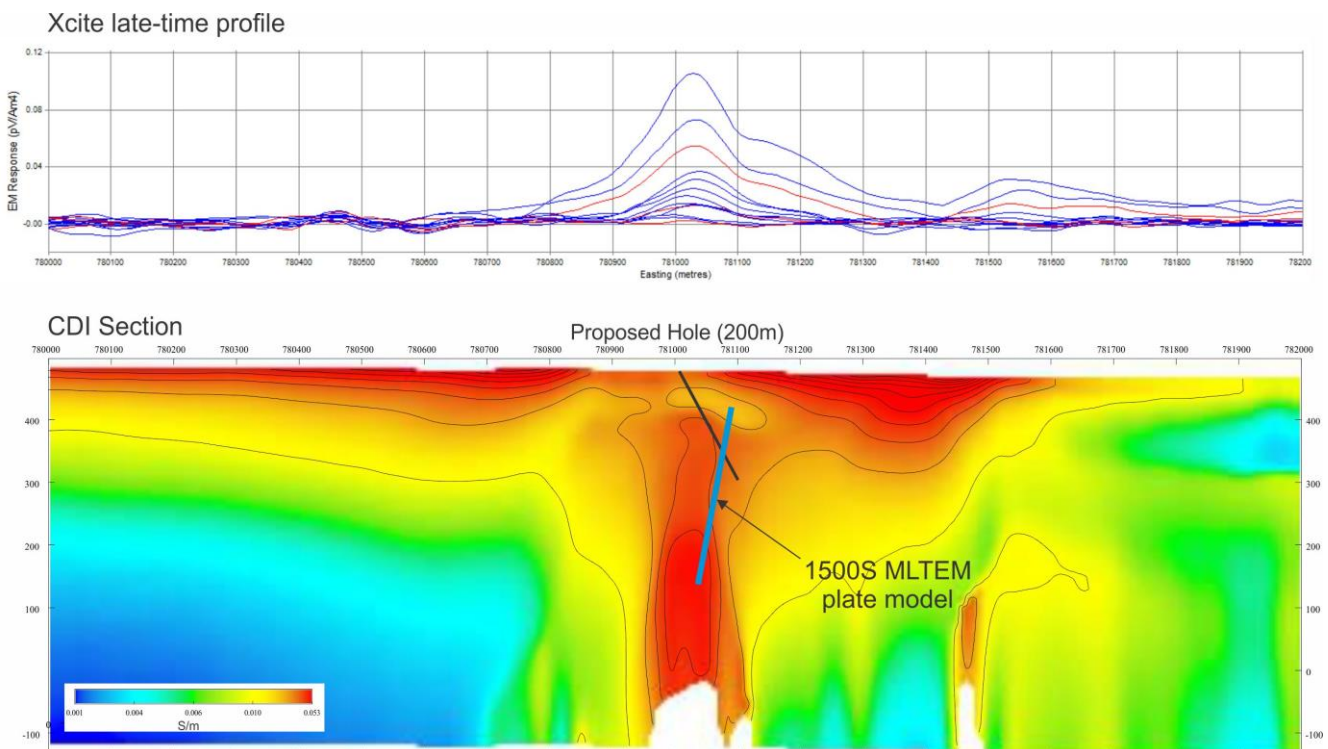 Xcite late-time profile
0.12
0.08
0.04
-0.00
EM Response (pV/Am4)
780000 780100 780200 780300 780400 780500 780600 780700 780800 780900 781000 781100 781200 781300 781400 781500 781600 781700 781800 781900 78200
Easting (metres)
CDI Section
Proposed Hole (200m)
780000 780100 780200 780300 780400 780500 780600 780700 780800 780900 781000 781100 781200 781300 781400 781500 781600 781700 781800 781900 782000
400 400
300 300
200 200
100 100
1500S MLTEM
plate model
0 0
-100 -100
0.001 0.004 0.006 0.010 0.053
S/m